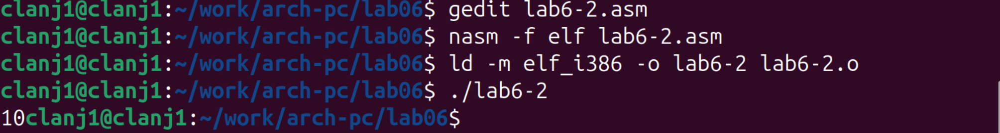 clanj1@clanj1:~/work/arch-pc/lab06$ gedit lab6-2.asm
clanj1@clanj1:~/work/arch-pc/lab06$ nasm -f elf lab6-2.asm
clanj1@clanj1:~/work/arch-pc/lab06$ ld -m elf_i386 -o lab6-2 lab6-2.o
clanj1@clanj1:~/work/arch-pc/lab06$ ./lab6-2
10clanj1@clanj1:~/work/arch-pc/lab06$